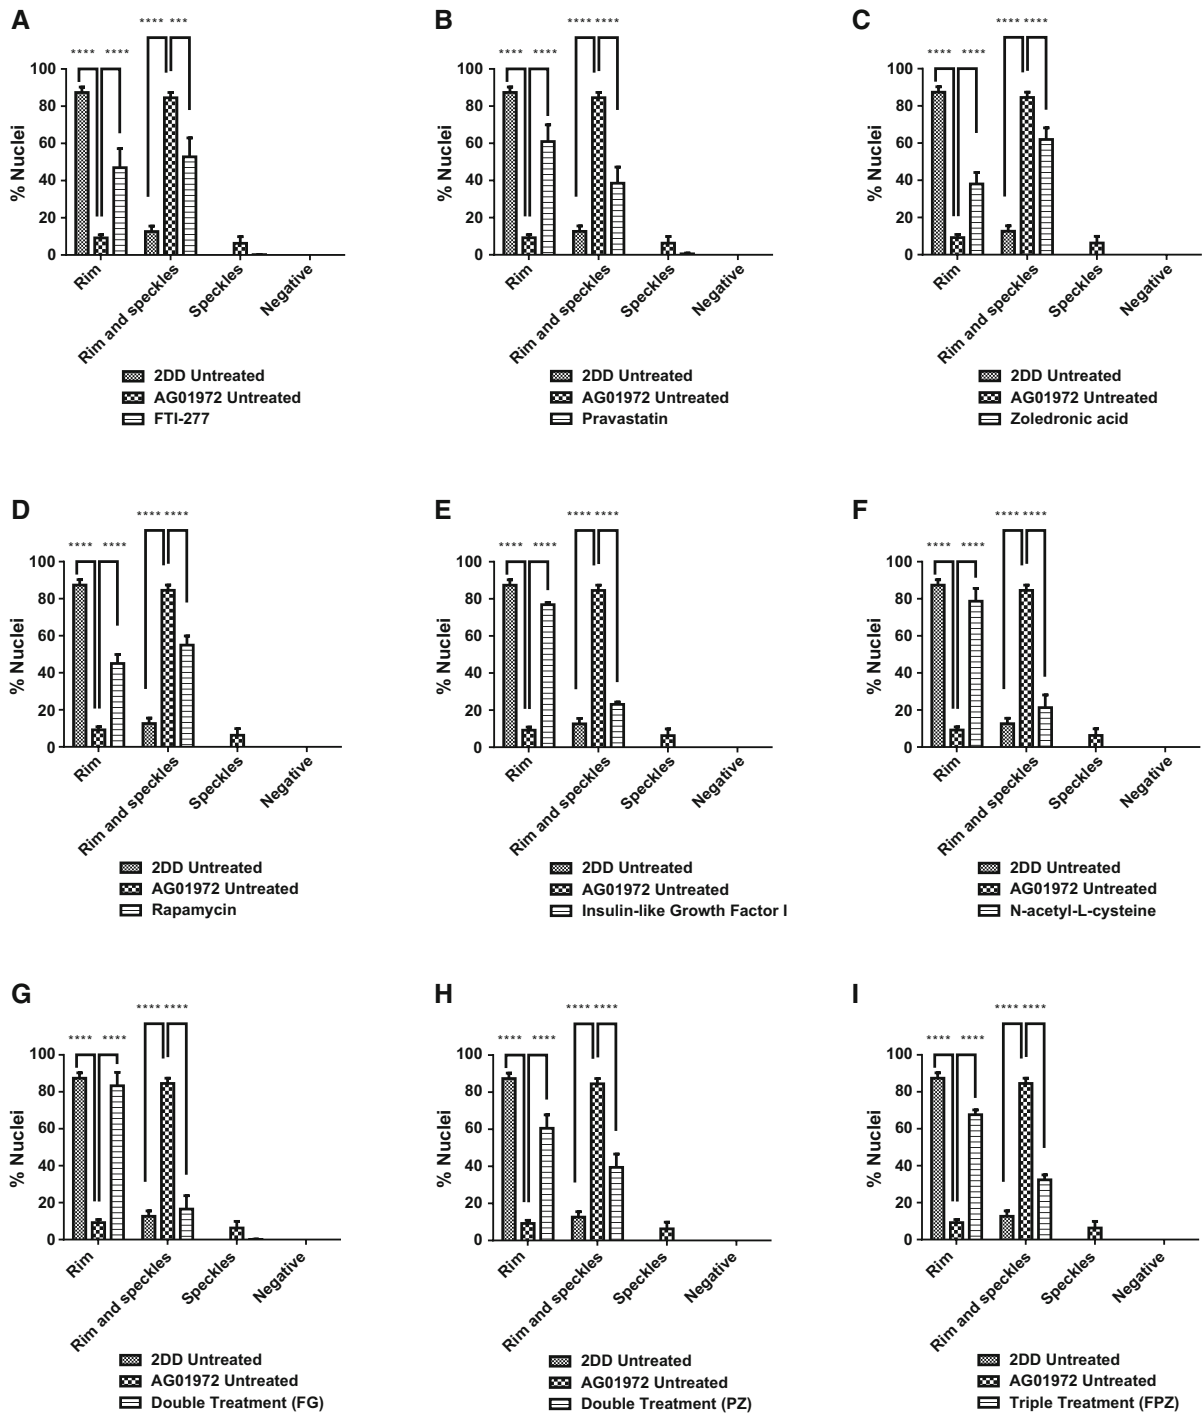 A
**** ***
**** ****
% Nuclei
100
80
60
40
20
0
Rim
Rim and speckles
Speckles
Negative
2DD Untreated
AG01972 Untreated
FTI-277
B
**** ****
**** ****
% Nuclei
100
80
60
40
20
0
Rim
Rim and speckles
Speckles
Negative
2DD Untreated
AG01972 Untreated
Pravastatin
C
**** ****
**** ****
% Nuclei
100
80
60
40
20
0
Rim
Rim and speckles
Speckles
Negative
2DD Untreated
AG01972 Untreated
Zoledronic acid
D
**** ****
**** ****
% Nuclei
100
80
60
40
20
0
Rim
Rim and speckles
Speckles
Negative
2DD Untreated
AG01972 Untreated
Rapamycin
E
**** ****
**** ****
% Nuclei
100
80
60
40
20
0
Rim
Rim and speckles
Speckles
Negative
2DD Untreated
AG01972 Untreated
Insulin-like Growth Factor I
F
**** ****
**** ****
% Nuclei
100
80
60
40
20
0
Rim
Rim and speckles
Speckles
Negative
2DD Untreated
AG01972 Untreated
N-acetyl-L-cysteine
G
**** ****
**** ****
% Nuclei
100
80
60
40
20
0
Rim
Rim and speckles
Speckles
Negative
2DD Untreated
AG01972 Untreated
Double Treatment (FG)
H
**** ****
**** ****
% Nuclei
100
80
60
40
20
0
Rim
Rim and speckles
Speckles
Negative
2DD Untreated
AG01972 Untreated
Double Treatment (PZ)
I
**** ****
**** ****
% Nuclei
100
80
60
40
20
0
Rim
Rim and speckles
Speckles
Negative
2DD Untreated
AG01972 Untreated
Triple Treatment (FPZ)